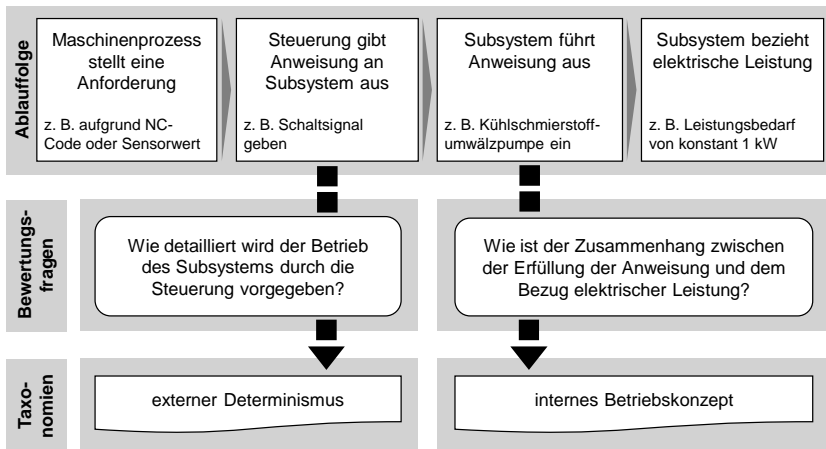 Ablauffolge
Maschinenprozess
stellt eine
Anforderung
z. B. aufgrund NC-
Code oder Sensorwert
Steuerung gibt
Anweisung an
Subsystem aus
z. B. Schaltsignal
geben
Subsystem führt
Anweisung aus
z. B. Kühlschmierstoff-
umwälzpumpe ein
Subsystem bezieht
elektrische Leistung
z. B. Leistungsbedarf
von konstant 1 kW
Bewertungs-
fragen
Wie detailliert wird der Betrieb
des Subsystems durch die
Steuerung vorgegeben?
Wie ist der Zusammenhang zwischen
der Erfüllung der Anweisung und dem
Bezug elektrischer Leistung?
Taxo-
nomien
externer Determinismus
internes Betriebskonzept